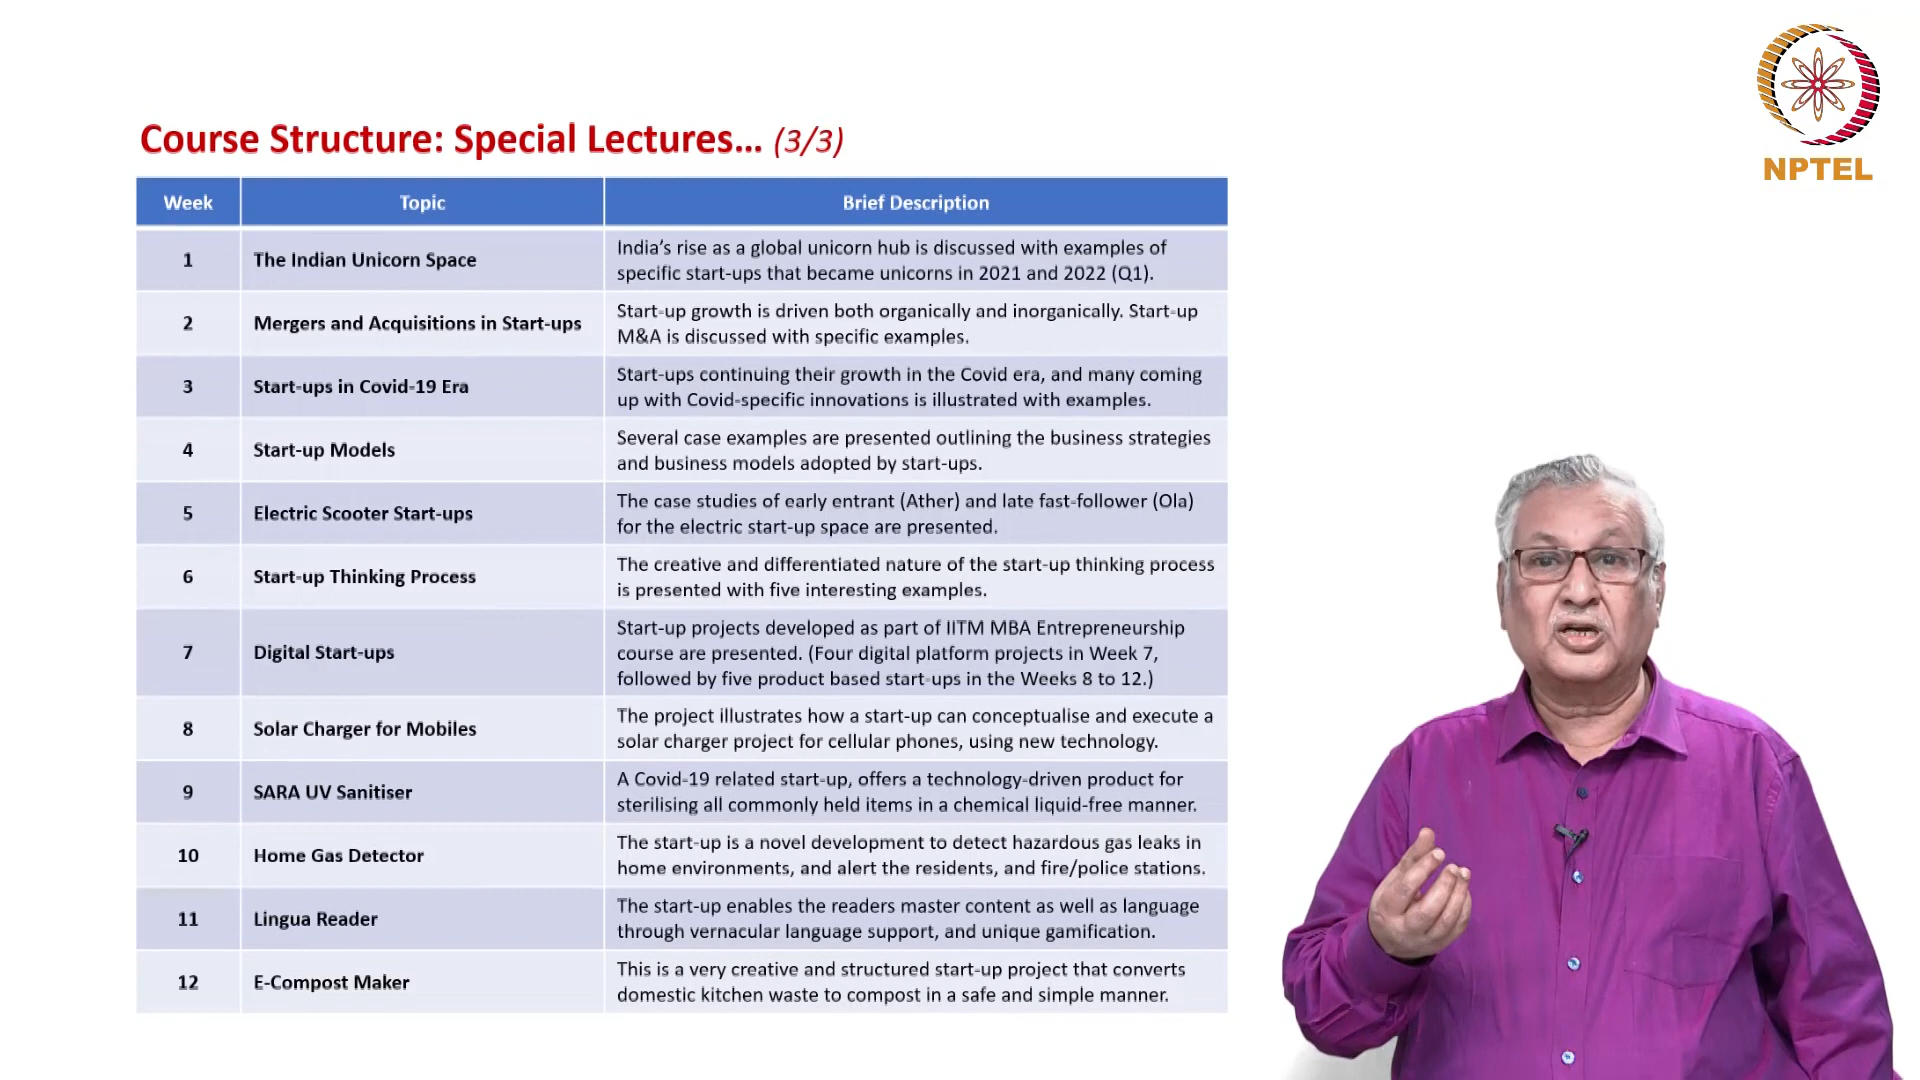 Course Structure: Special Lectures... (3/3)
NPTEL
Week Topic Brief Description
1 The Indian Unicorn Space India’s rise as a global unicorn hub is discussed with examples of
specific start-ups that became unicorns in 2021 and 2022 (Q1).
2 Mergers and Acquisitions in Start-ups Start-up growth is driven both organically and inorganically. Start-up
M&A is discussed with specific examples.
3 Start-ups in Covid-19 Era Start-ups continuing their growth in the Covid era, and many coming
up with Covid-specific innovations is illustrated with examples.
4 Start-up Models Several case examples are presented outlining the business strategies
and business models adopted by start-ups.
5 Electric Scooter Start-ups The case studies of early entrant (Ather) and late fast-follower (Ola)
for the electric start-up space are presented.
6 Start-up Thinking Process The creative and differentiated nature of the start-up thinking process
is presented with five interesting examples.
7 Digital Start-ups Start-up projects developed as part of IITM MBA Entrepreneurship
course are presented. (Four digital platform projects in Week 7,
followed by five product based start-ups in the Weeks 8 to 12.)
8 Solar Charger for Mobiles The project illustrates how a start-up can conceptualise and execute a
solar charger project for cellular phones, using new technology.
9 SARA UV Sanitiser A Covid-19 related start-up, offers a technology-driven product for
sterilising all commonly held items in a chemical liquid-free manner.
10 Home Gas Detector The start-up is a novel development to detect hazardous gas leaks in
home environments, and alert the residents, and fire/police stations.
11 Lingua Reader The start-up enables the readers master content as well as language
through vernacular language support, and unique gamification.
12 E-Compost Maker This is a very creative and structured start-up project that converts
domestic kitchen waste to compost in a safe and simple manner.